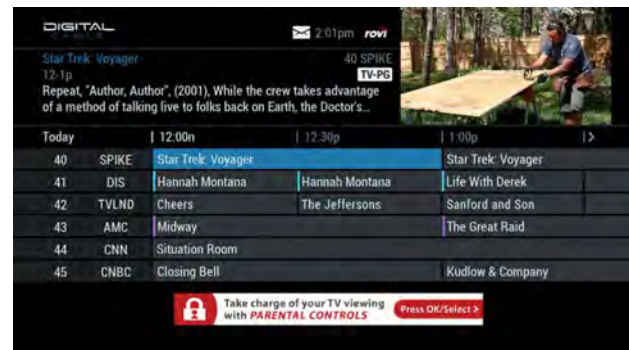 DIGITAL
2:01pm rovi
Star Trek: Voyager 40 SPIKE
12-1p TV-PG
Repeat, "Author, Author", (2001), While the crew takes advantage
of a method of talking live to folks back on Earth, the Doctor's...
Today 12:00n 12:30p 1:00p
40 SPIKE Star Trek: Voyager Star Trek: Voyager
41 DIS Hannah Montana Hannah Montana Life With Derek
42 TVLND Cheers The Jeffersons Sanford and Son
43 AMC Midway The Great Raid
44 CNN Situation Room
45 CNBC Closing Bell Kudlow & Company
Take charge of your TV viewing
with PARENTAL CONTROLS Press OK/Select >